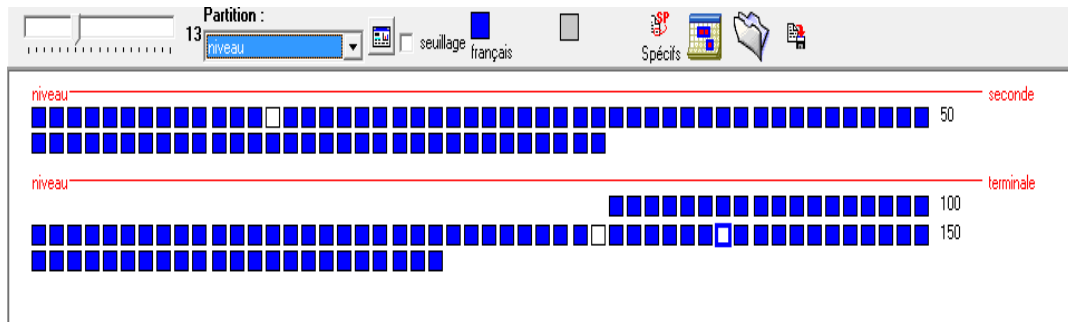 Partition :
13 niveau seuillage français Spécifs
SP
niveau seconde
50
niveau terminale
100
150